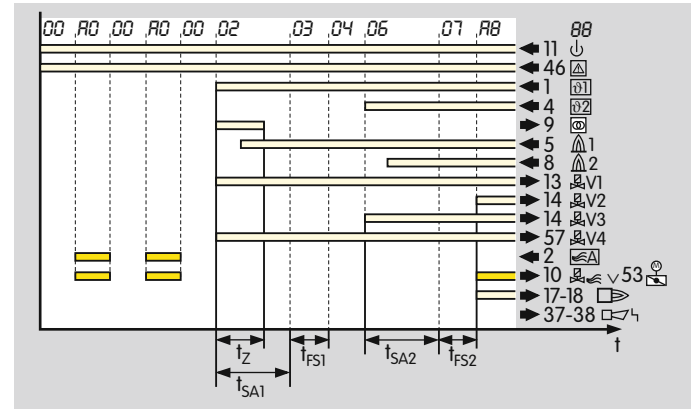 00 A0 00 A0 00 02 03 04 06 07 A8 88
11
46
1 ϑ1
4 ϑ2
9
5 1
8 2
13 V1
14 V2
14 V3
57 V4
2 A
10 53 M
17-18
37-38
t
tZ tFS1 tSA2 tFS2
tSA1